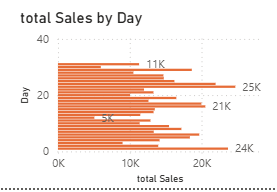 total Sales by Day
40
11K
25K
20
21K
5K
0
24K
Day
0K 10K 20K
total Sales